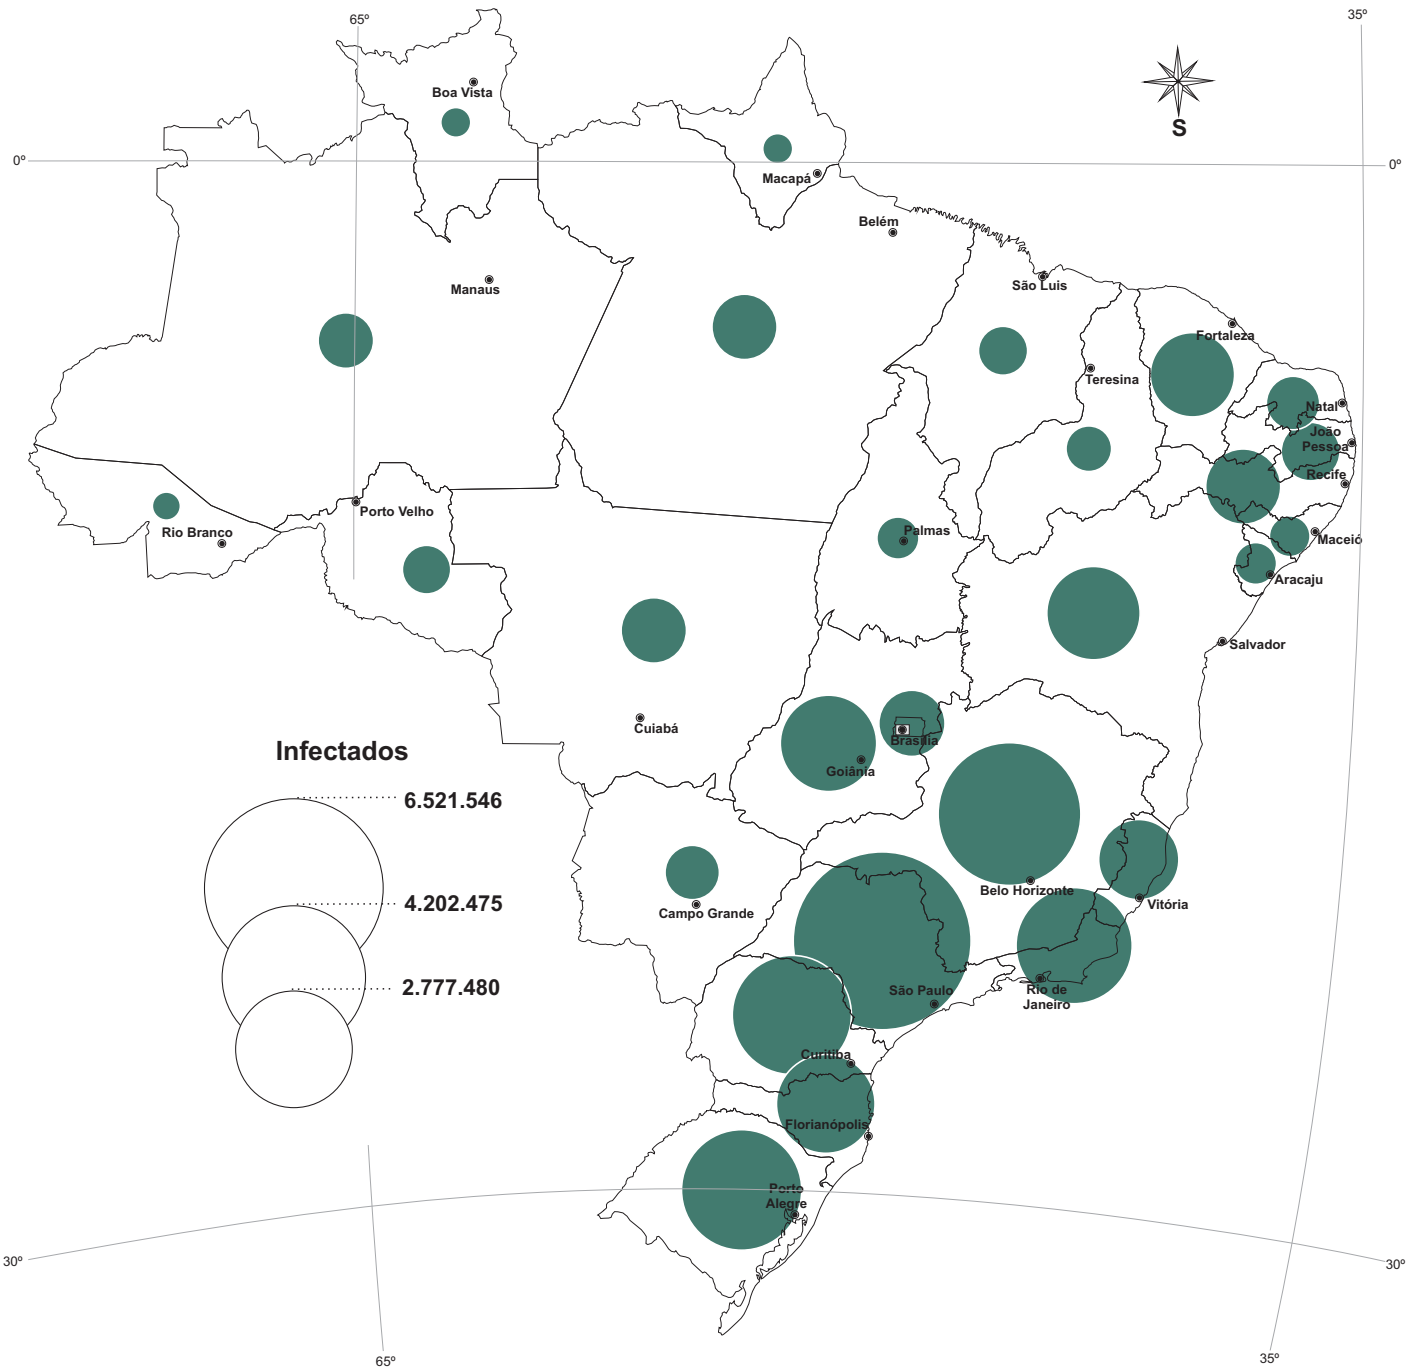 65º
35º
Boa Vista
S
0º
0º
Macapá
Belém
Manaus
São Luis
Fortaleza
Teresina
Natal
João
Pessoa
Recife
Porto Velho
Rio Branco
Palmas
Maceió
Aracaju
Salvador
Cuiabá
Brasília
Goiânia
Infectados
6.521.546
4.202.475
2.777.480
Belo Horizonte
Vitória
Campo Grande
São Paulo
Rio de
Janeiro
Curitiba
Florianópolis
Porto
Alegre
30º
30º
65º
35º